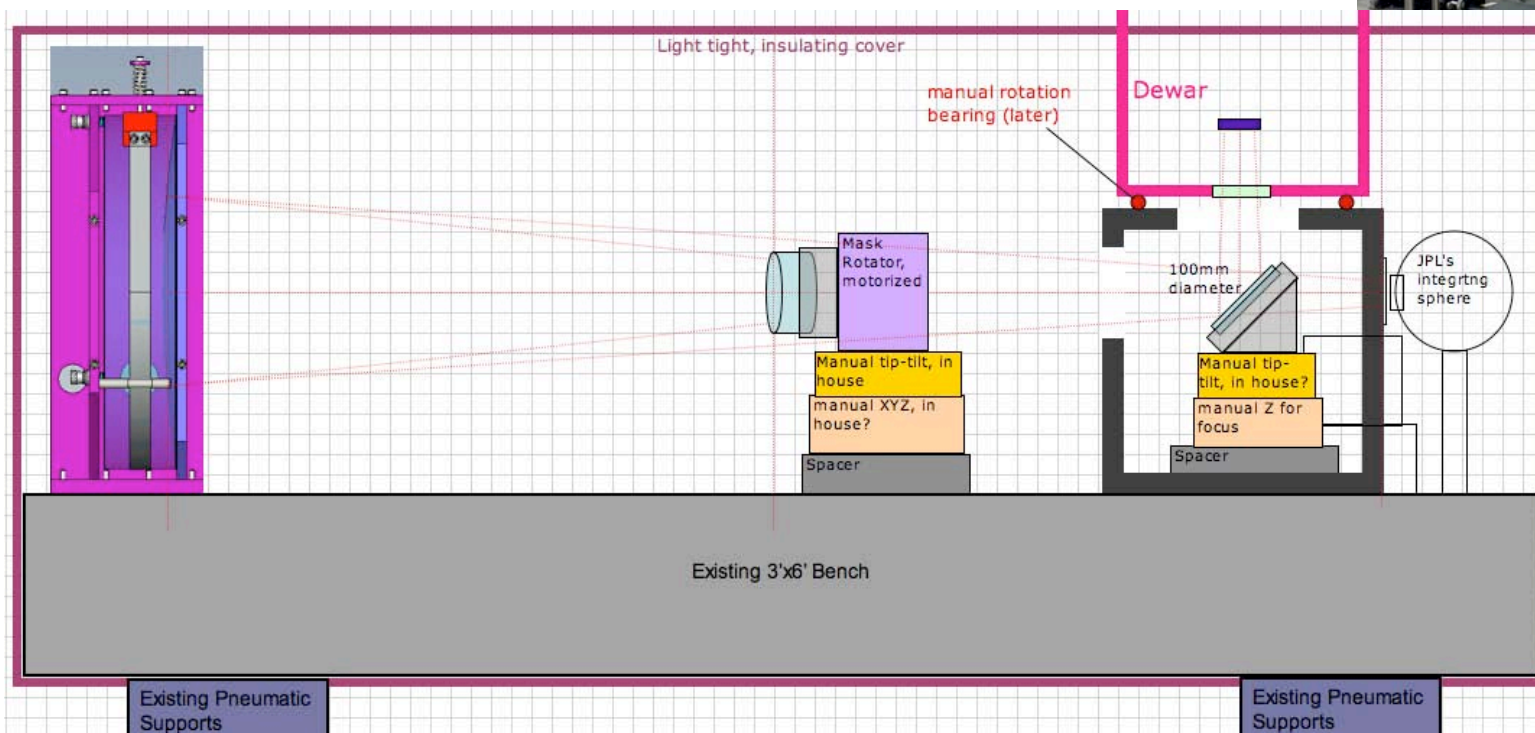 Light tight, insulating cover
manual rotation
bearing (later)
Dewar
Mask
Rotator,
motorized
100mm
diameter
JPL's
integrtng
sphere
Manual tip-tilt, in
house
manual XYZ, in
house?
Spacer
Manual tip-
tilt, in house?
manual Z for
focus
Spacer
Existing 3'x6' Bench
Existing Pneumatic
Supports
Existing Pneumatic
Supports